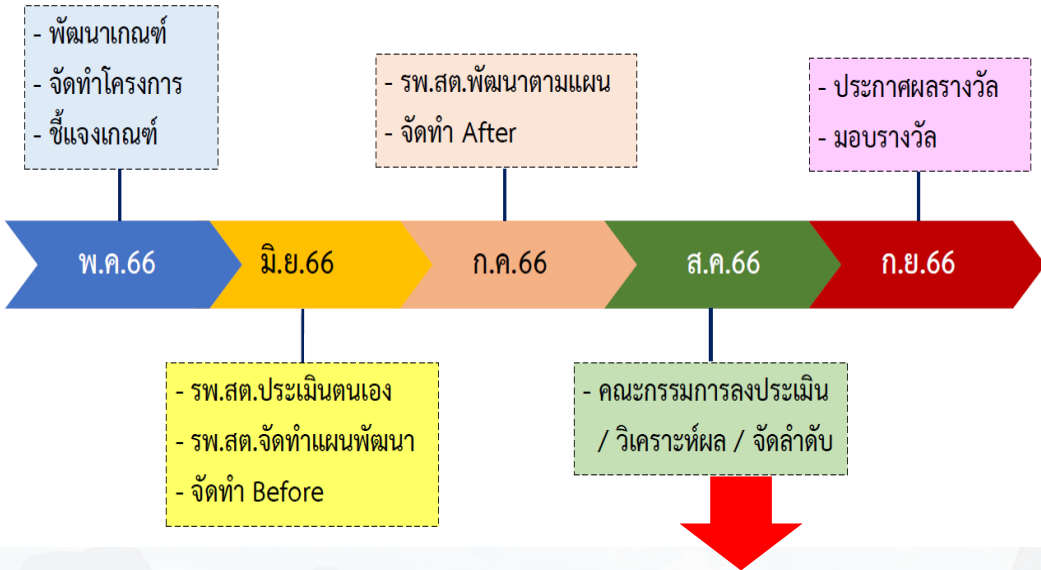 - พัฒนาเกณฑ์
- จัดทำโครงการ
- ชี้แจงเกณฑ์
- รพ.สต.พัฒนาตามแผน
- จัดทำ After
- ประกาศผลรางวัล
- มอบรางวัล
พ.ค.66
มิ.ย.66
ก.ค.66
ส.ค.66
ก.ย.66
- รพ.สต.ประเมินตนเอง
- รพ.สต.จัดทำแผนพัฒนา
- จัดทำ Before
- คณะกรรมการลงประเมิน
/ วิเคราะห์ผล / จัดลำดับ